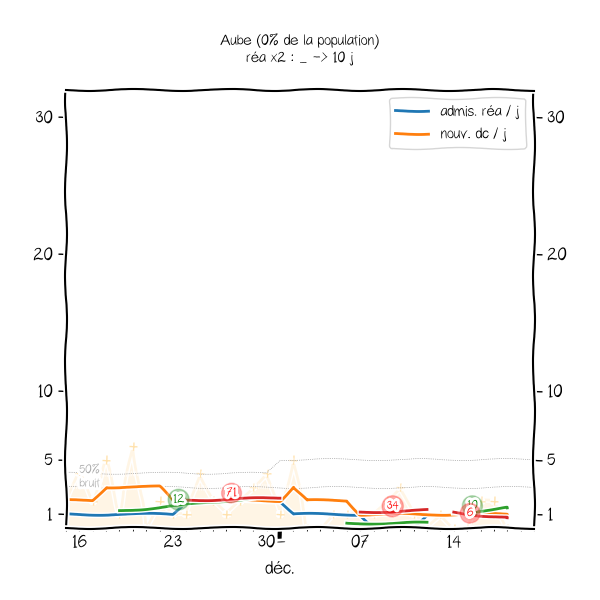 Aube (0% de la population)
réa x2 : _ -> 10 j
admis. réa / j
nouv. dc / j
30 30
20 20
10 10
5 5
50%
bruit
1 1
12 71 34 6
16 23 30 07 14
déc.